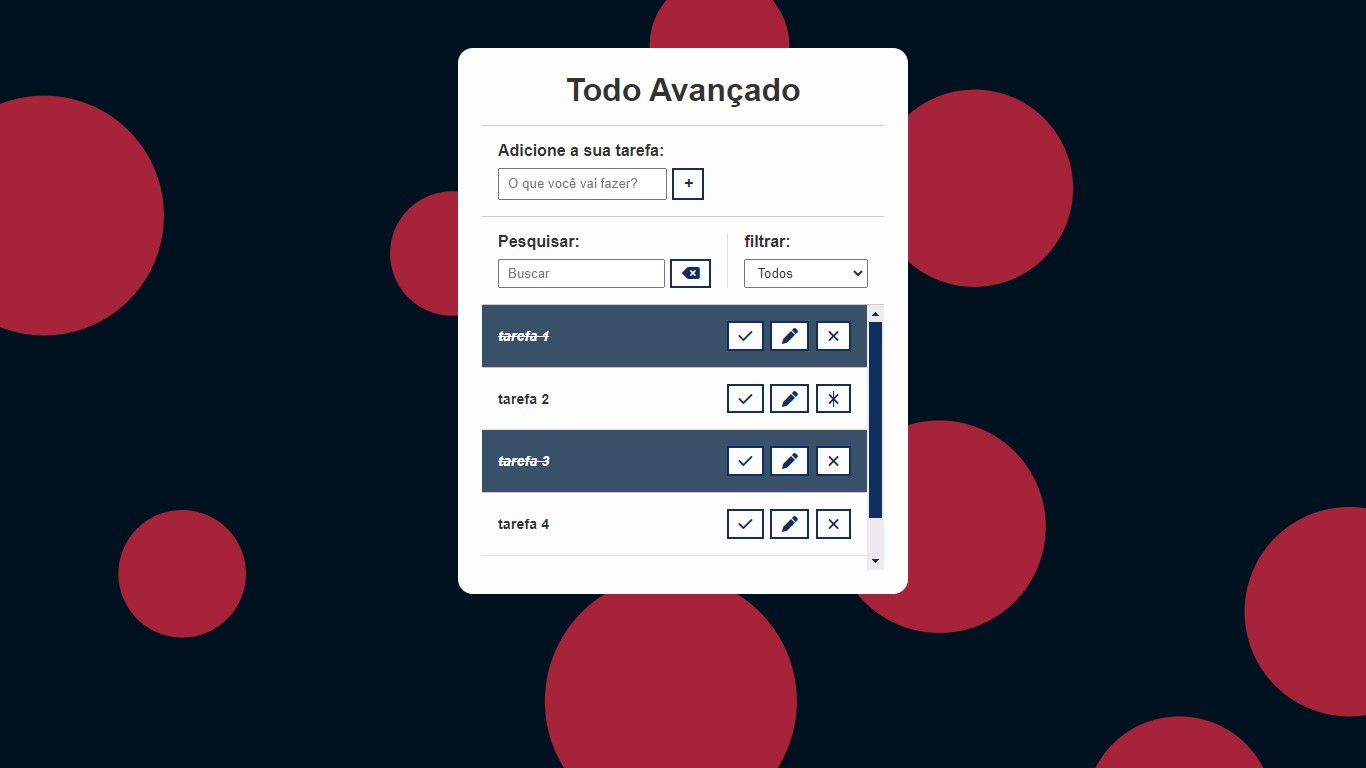 Todo Avançado
Adicione a sua tarefa:
O que você vai fazer?
+
Pesquisar:
filtrar:
Buscar
Todos
tarefa 1
tarefa 2
tarefa 3
tarefa 4